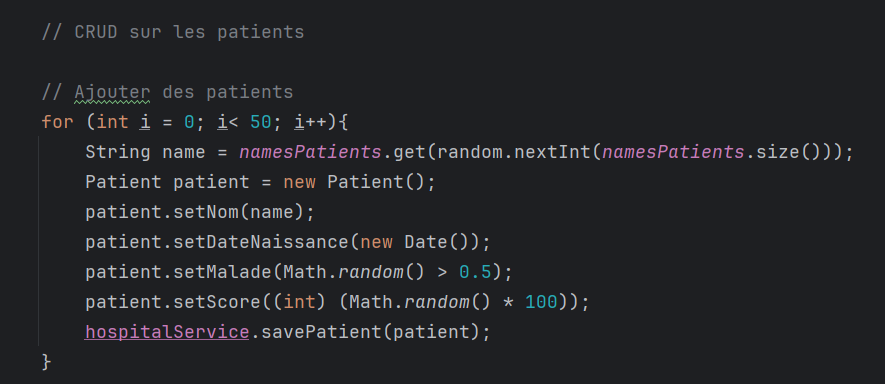 // CRUD sur les patients
// Ajouter des patients
for (int i = 0; i< 50; i++){
String name = namesPatients.get(random.nextInt(namesPatients.size()));
Patient patient = new Patient();
patient.setNom(name);
patient.setDateNaissance(new Date());
patient.setMalade(Math.random() > 0.5);
patient.setScore((int) (Math.random() * 100));
hospitalService.savePatient(patient);
}